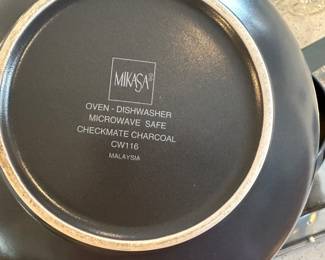 MIKASA®
OVEN - DISHWASHER
MICROWAVE SAFE
CHECKMATE CHARCOAL
CW116
MALAYSIA